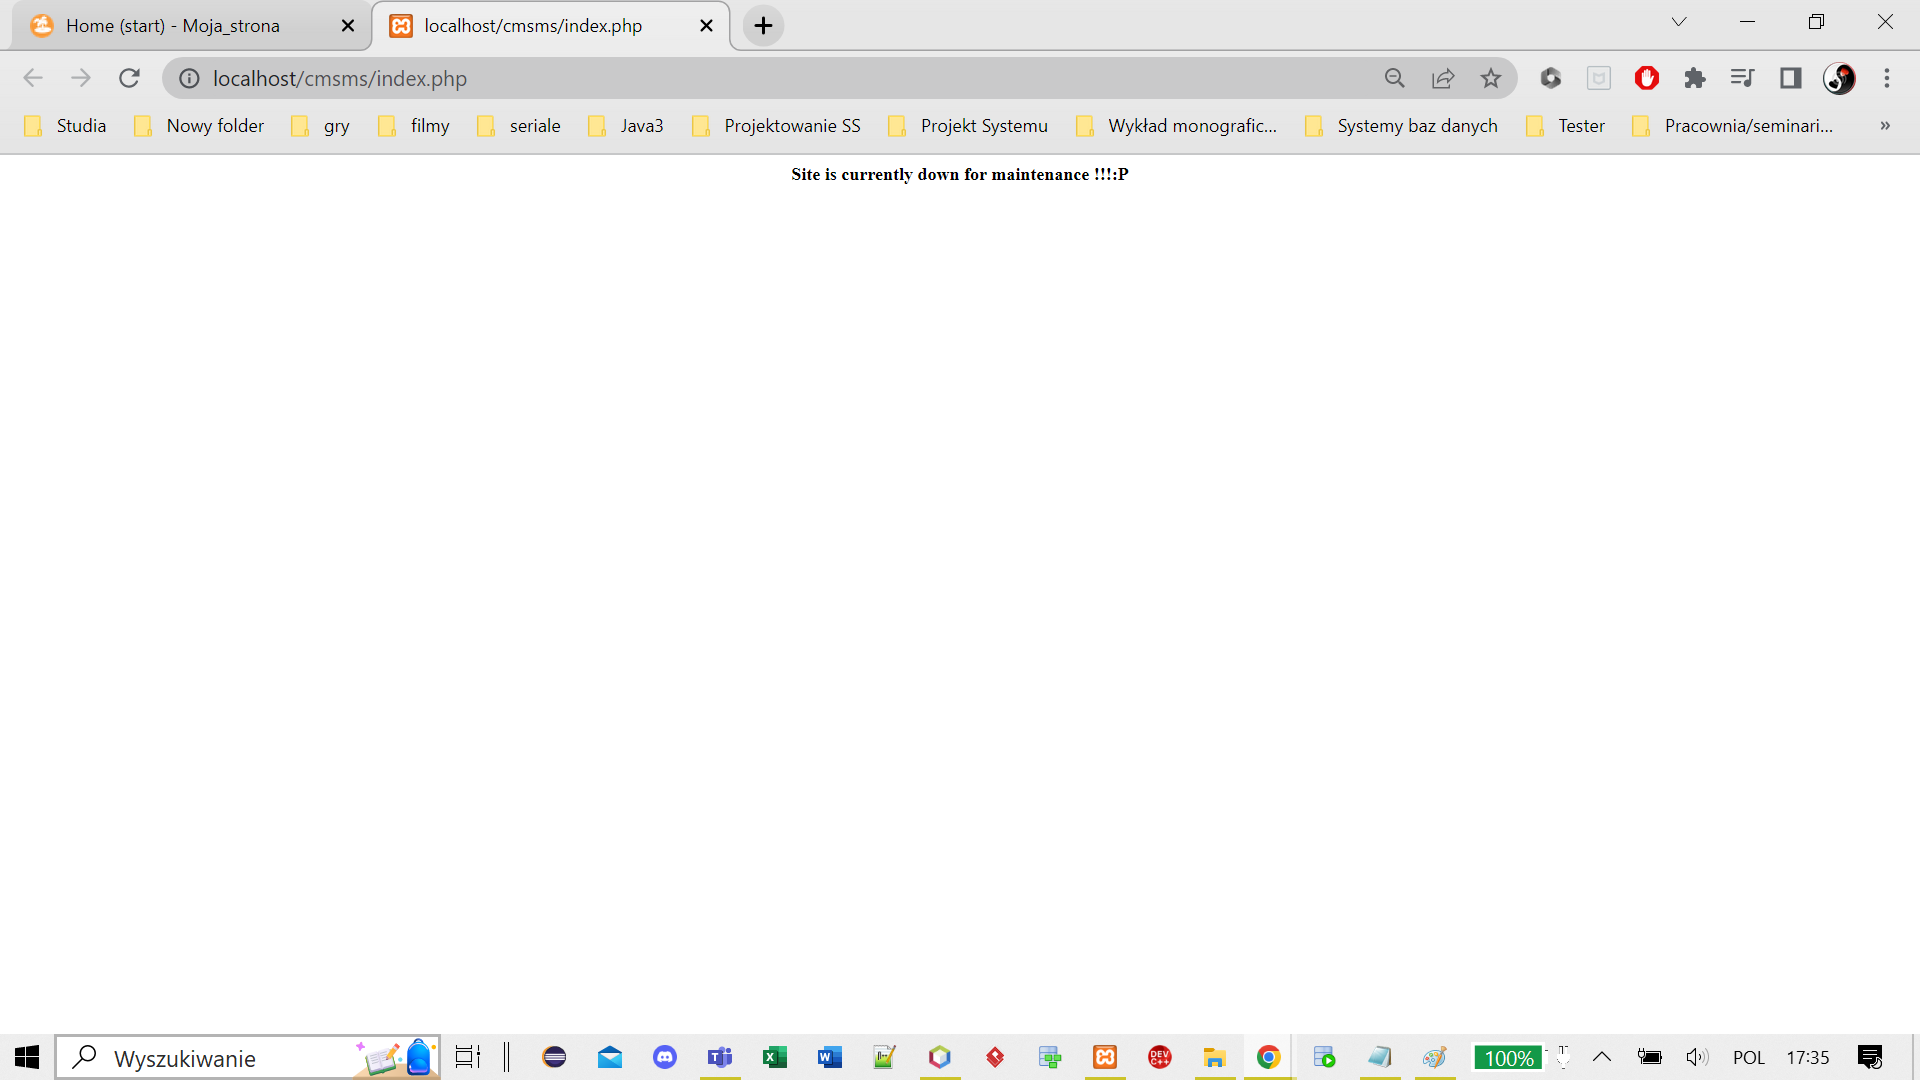 Home (start) - Moja_strona
localhost/cmsms/index.php
localhost/cmsms/index.php
Studia
Nowy folder
gry
filmy
seriale
Java3
Projektowanie SS
Projekt Systemu
Wykład monografic...
Systemy baz danych
Tester
Pracownia/seminari...
»
Site is currently down for maintenance !!!:P
Wyszukiwanie
DEV C++
100%
POL
17:35